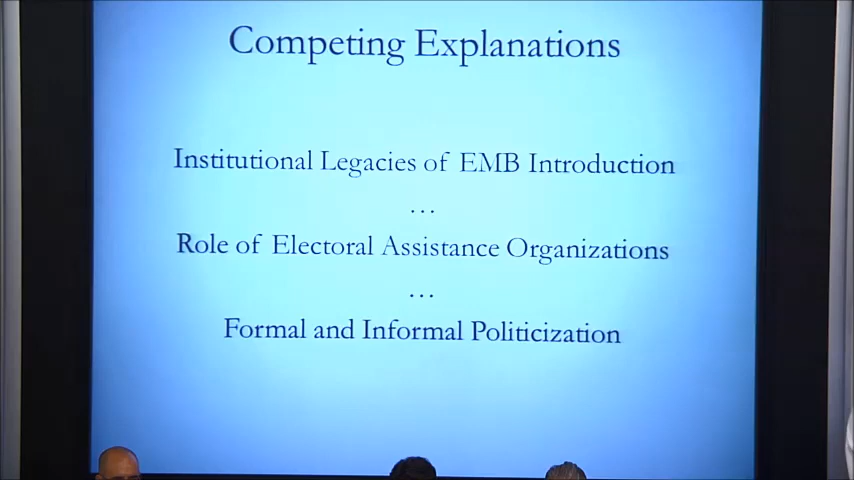 Competing Explanations
Institutional Legacies of EMB Introduction
...
Role of Electoral Assistance Organizations
...
Formal and Informal Politicization